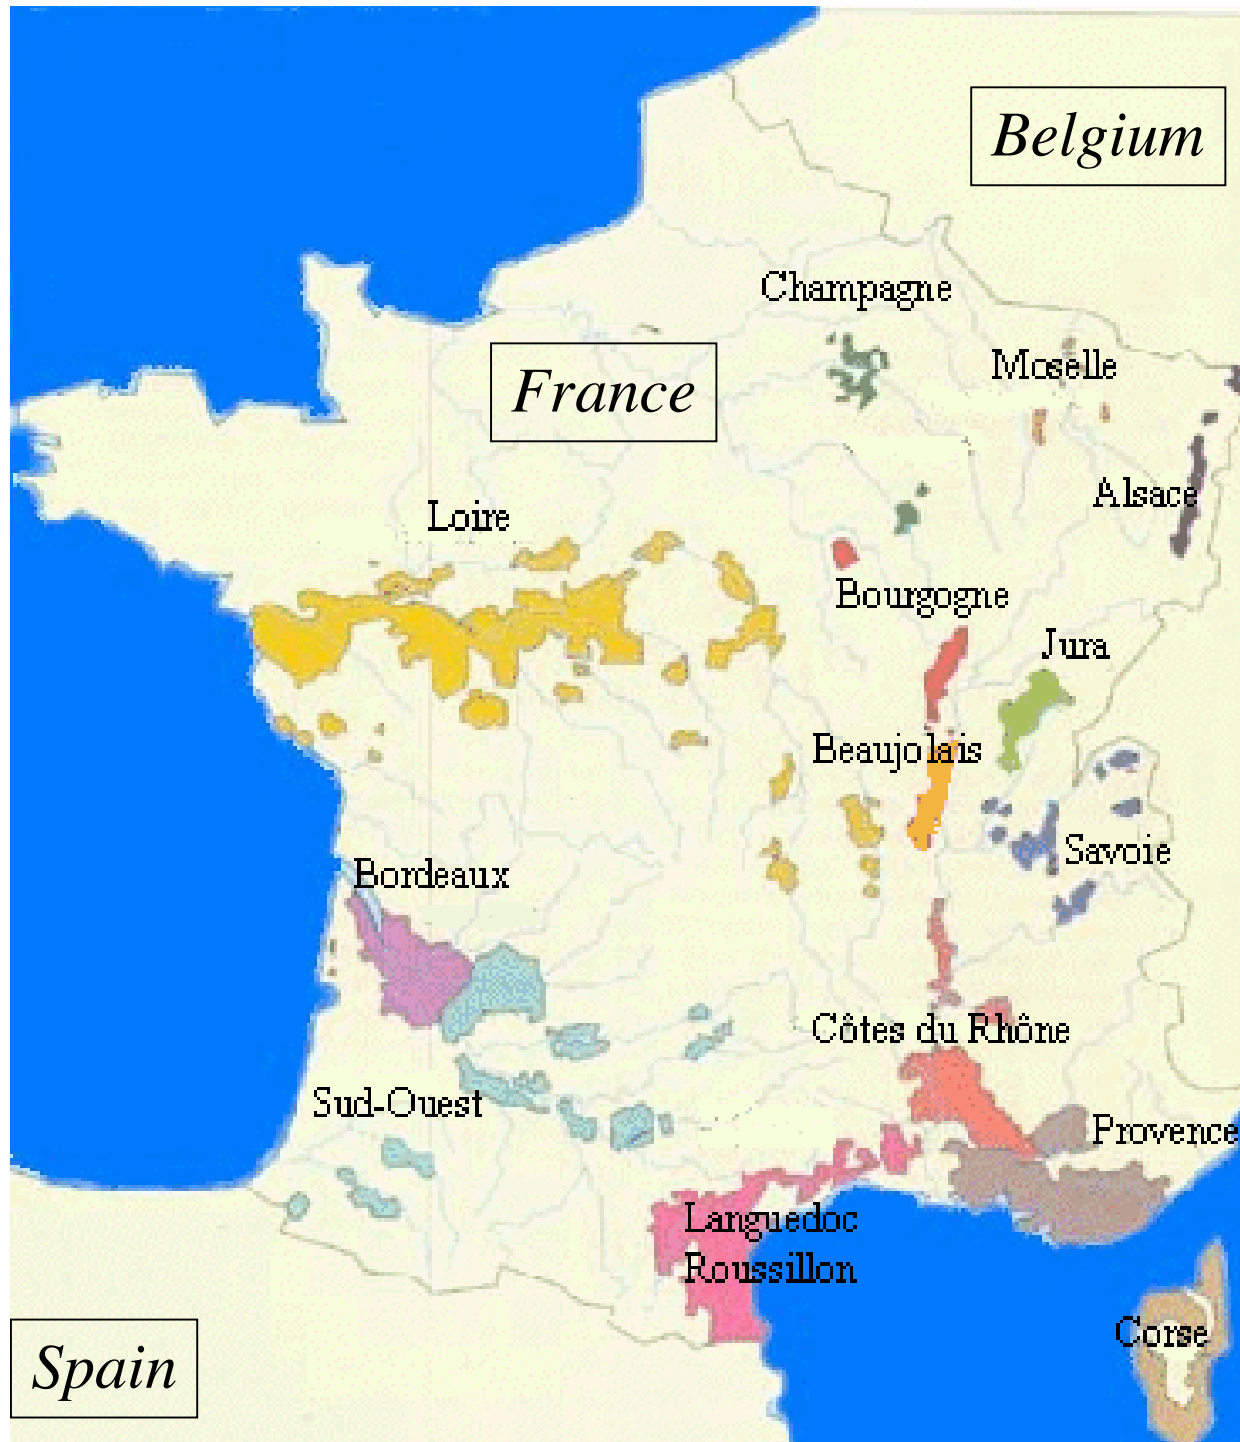 Belgium
Champagne
Moselle
France
Alsace
Loire
Bourgogne
Jura
Beaujolais
Savoie
Bordeaux
Côtes du Rhône
Sud-Ouest
Provence
Languedoc
Roussillon
Corse
Spain